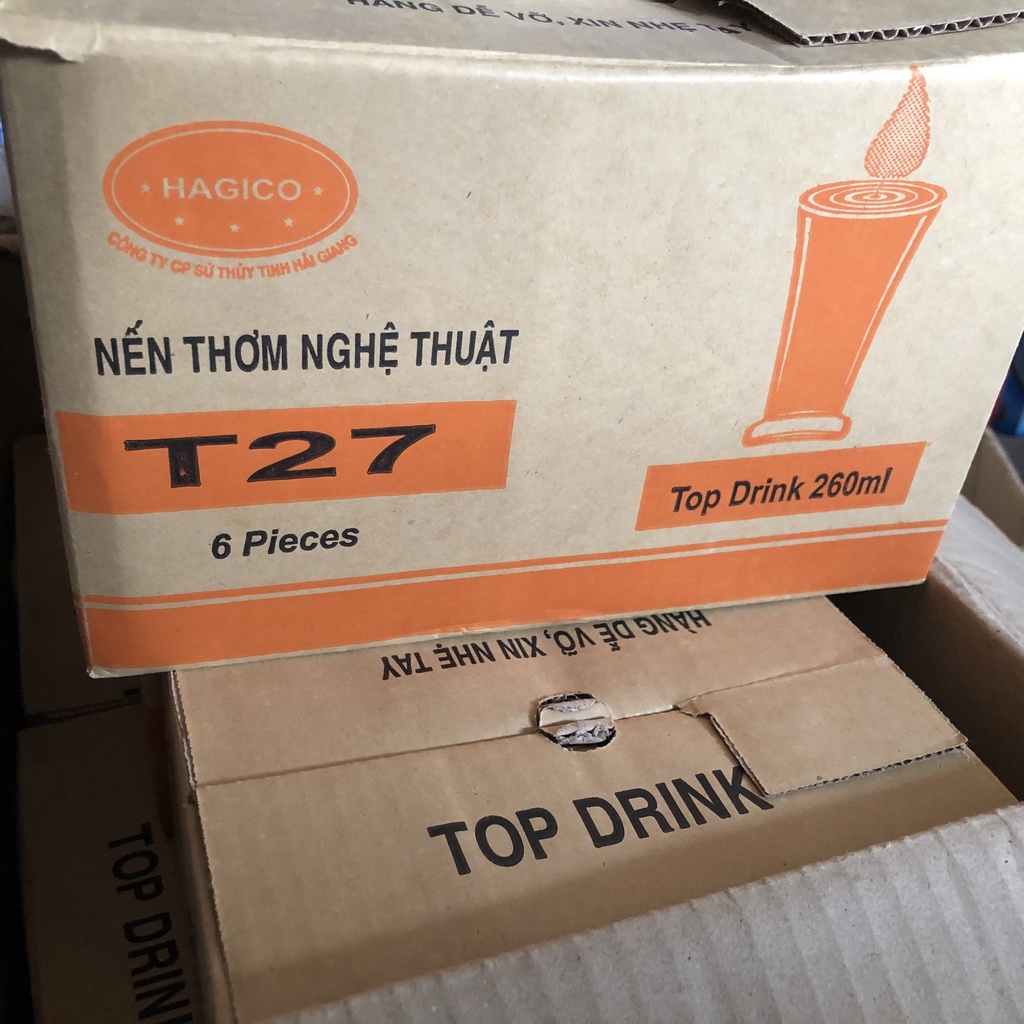 HÀNG DỄ VỠ, XIN NHẸ TAY
HAGICO
CÔNG TY CP SỨ THỦY TINH HẢI GIANG
NẾN THƠM NGHỆ THUẬT
T27
6 Pieces
Top Drink 260ml
HÀNG DỄ VỠ, XIN NHẸ TAY
TOP DRINK
TOP DRINK